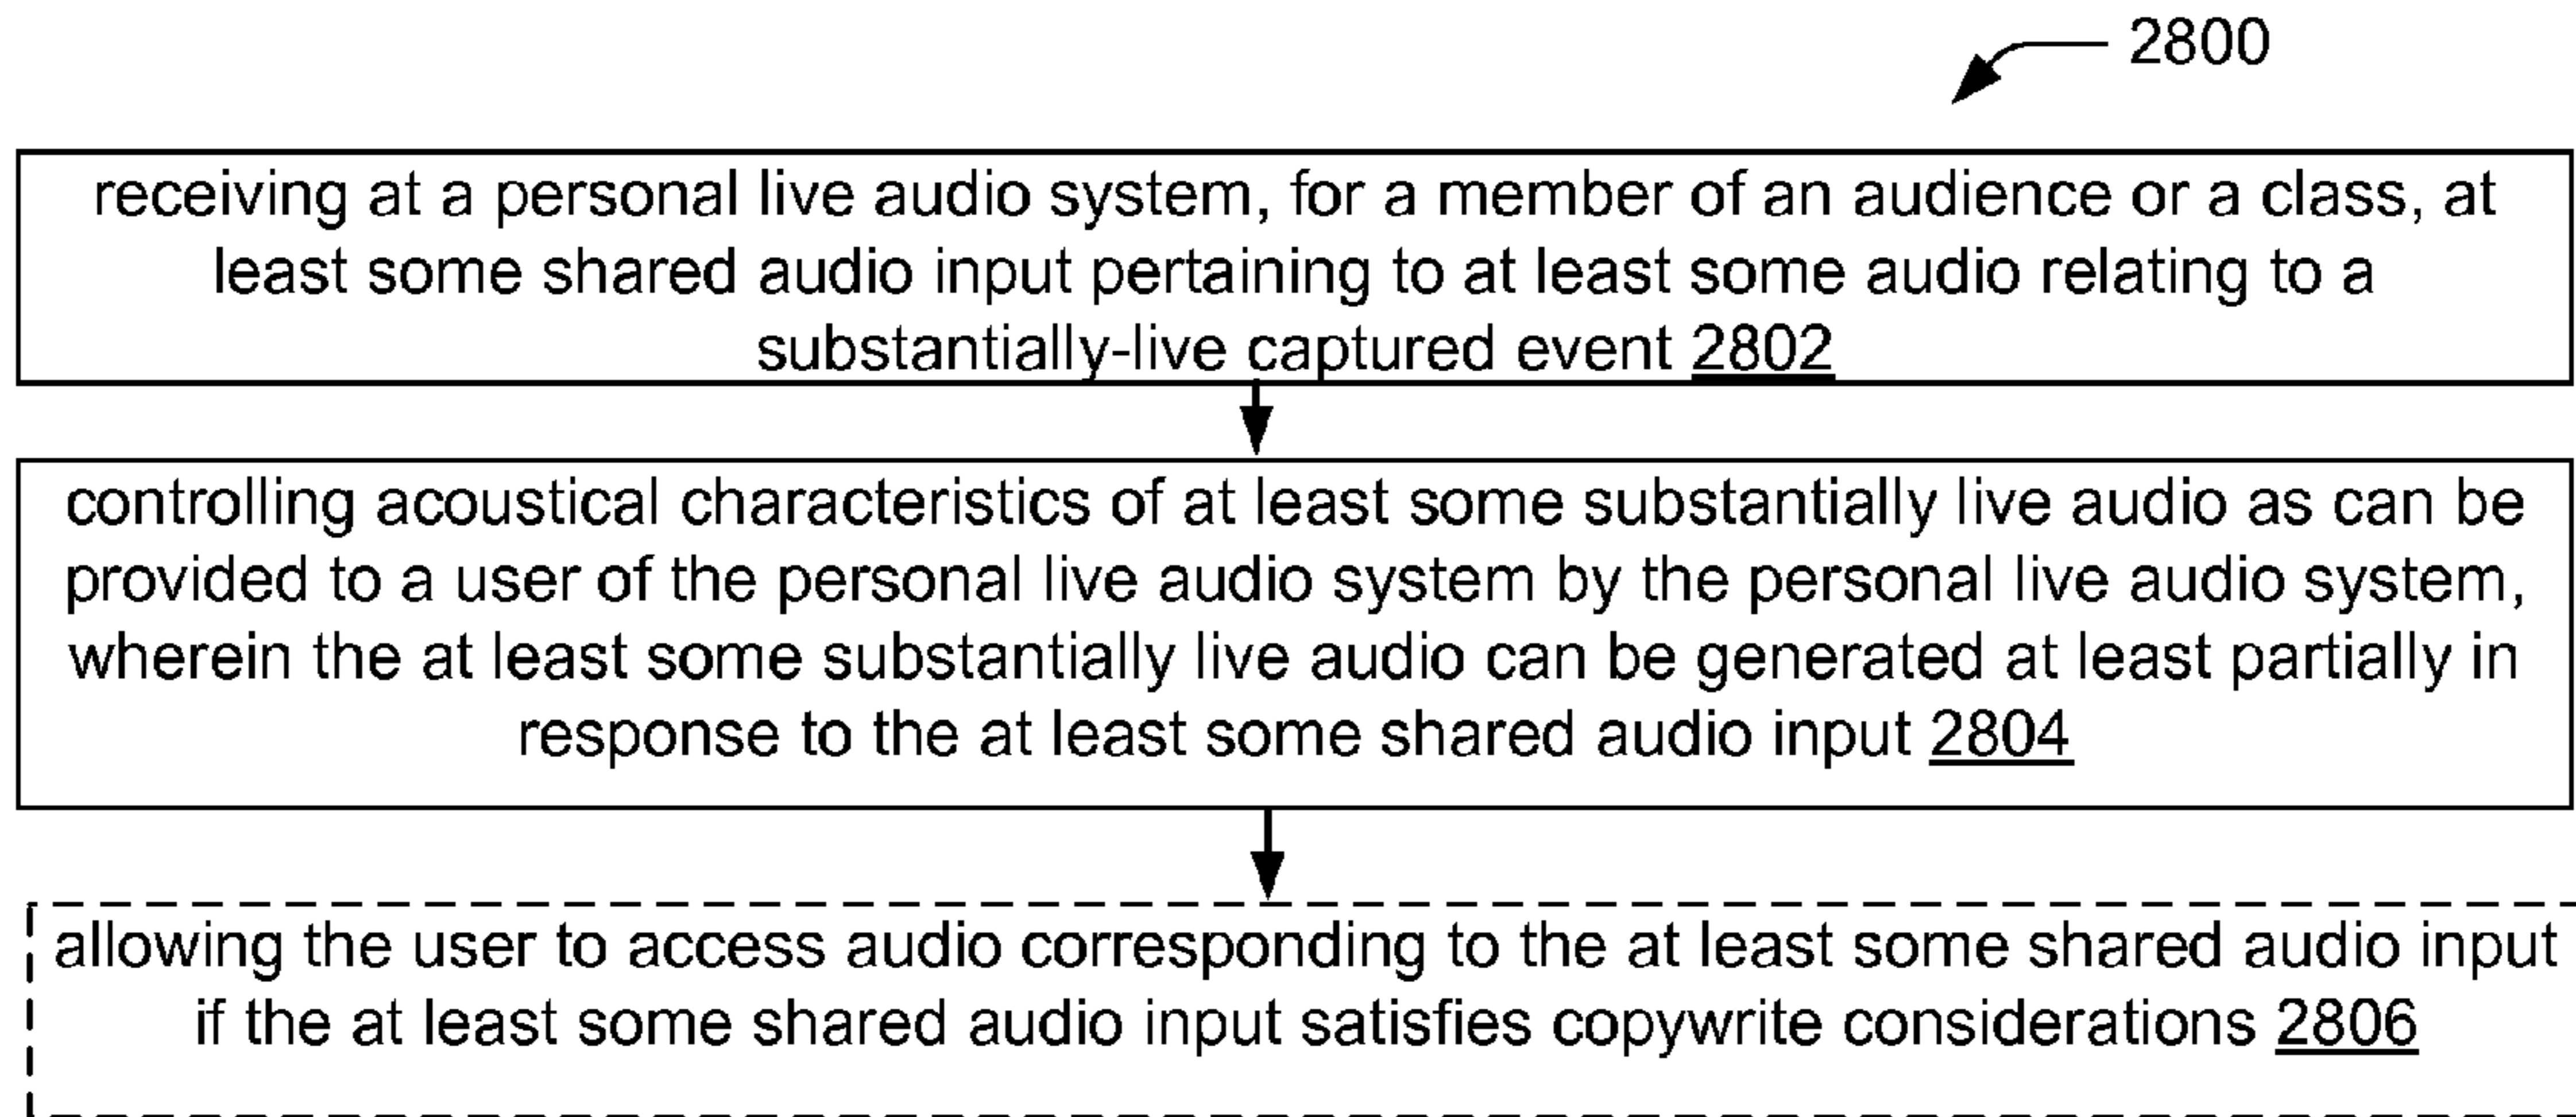 2800
receiving at a personal live audio system, for a member of an audience or a class, at
least some shared audio input pertaining to at least some audio relating to a
substantially-live captured event 2802
controlling acoustical characteristics of at least some substantially live audio as can be
provided to a user of the personal live audio system by the personal live audio system,
wherein the at least some substantially live audio can be generated at least partially in
response to the at least some shared audio input 2804
allowing the user to access audio corresponding to the at least some shared audio input
if the at least some shared audio input satisfies copywrite considerations 2806